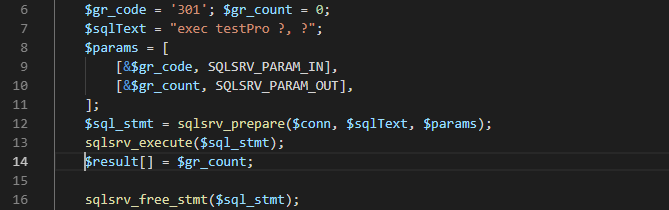 6 $gr_code = '301'; $gr_count = 0;
7 $sqlText = "exec testPro ?, ?";
8 $params = [
9 [&$gr_code, SQLSRV_PARAM_IN],
10 [&$gr_count, SQLSRV_PARAM_OUT],
11 ];
12 $sql_stmt = sqlsrv_prepare($conn, $sqlText, $params);
13 sqlsrv_execute($sql_stmt);
14 $result[] = $gr_count;
15
16 sqlsrv_free_stmt($sql_stmt);